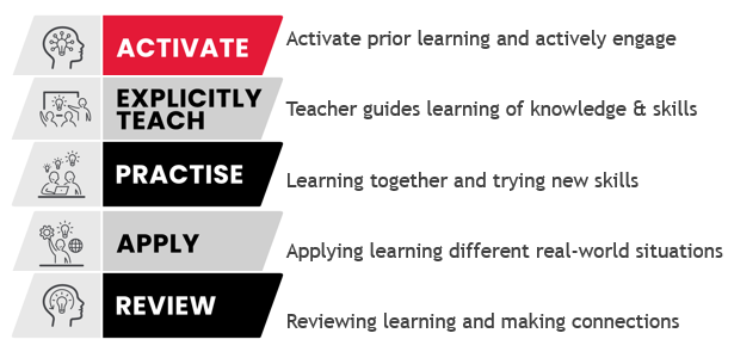 ACTIVATE
Activate prior learning and actively engage
EXPLICITLY
TEACH
Teacher guides learning of knowledge & skills
PRACTISE
Learning together and trying new skills
APPLY
Applying learning different real-world situations
REVIEW
Reviewing learning and making connections